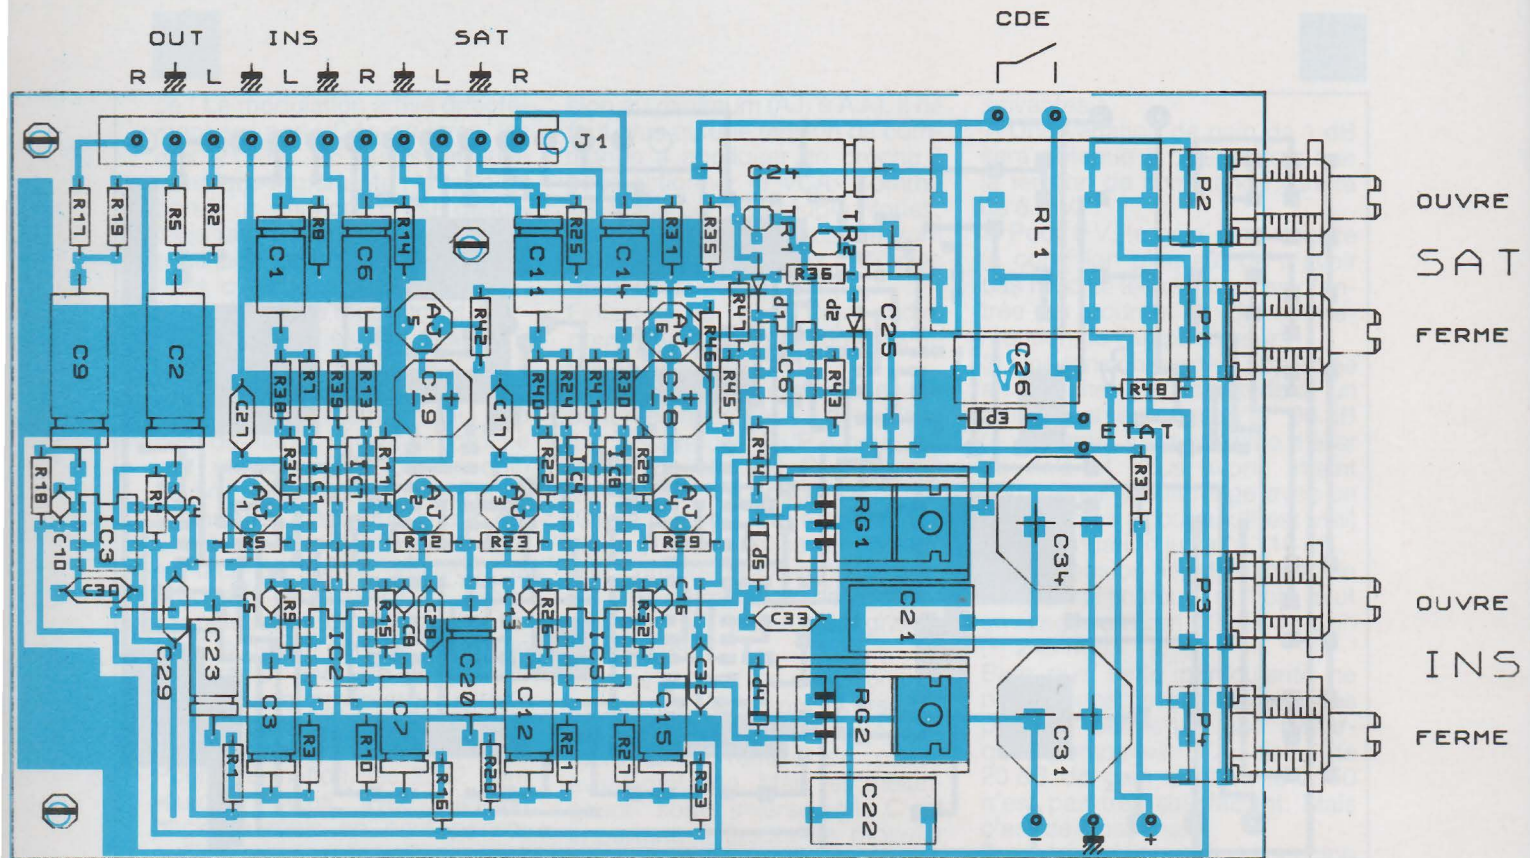 CDE
OUT INS SAT
R L L R L R
J1
R17 R19 R5 R2 R8 R14 R25 R31 R35
C24
TR1 TR2
RL1
P2
OUVRE
SAT
C1 C6 C11 C14
R36
AJ5 R42 AJ6 R46 R47
C25
P1
FERME
C9 C2
IC6
C26
R38 R7 R39 R13 C19 R40 R24 R41 R30 C18 R45 R43
R48
C27 C17
ETAT
R34 IC1 IC7 R11 R22 IC4 IC8 R28 R44
R18 R4 C4 IC3
AJ1 AJ2 AJ3 AJ4
RG1
R37
C10 R5 R12 R23 R29
C34
C30
C5 R9 R15 C8 C28 C13 R26 R32 C16
C33 C21
P3
OUVRE
INS
C29 C23 IC2 C20 IC5 C32
C3 R3 R10 C7 C12 R21 R27 C15
RG2
C31
P4
FERME
R1 R16 R20 R33
C22
- +